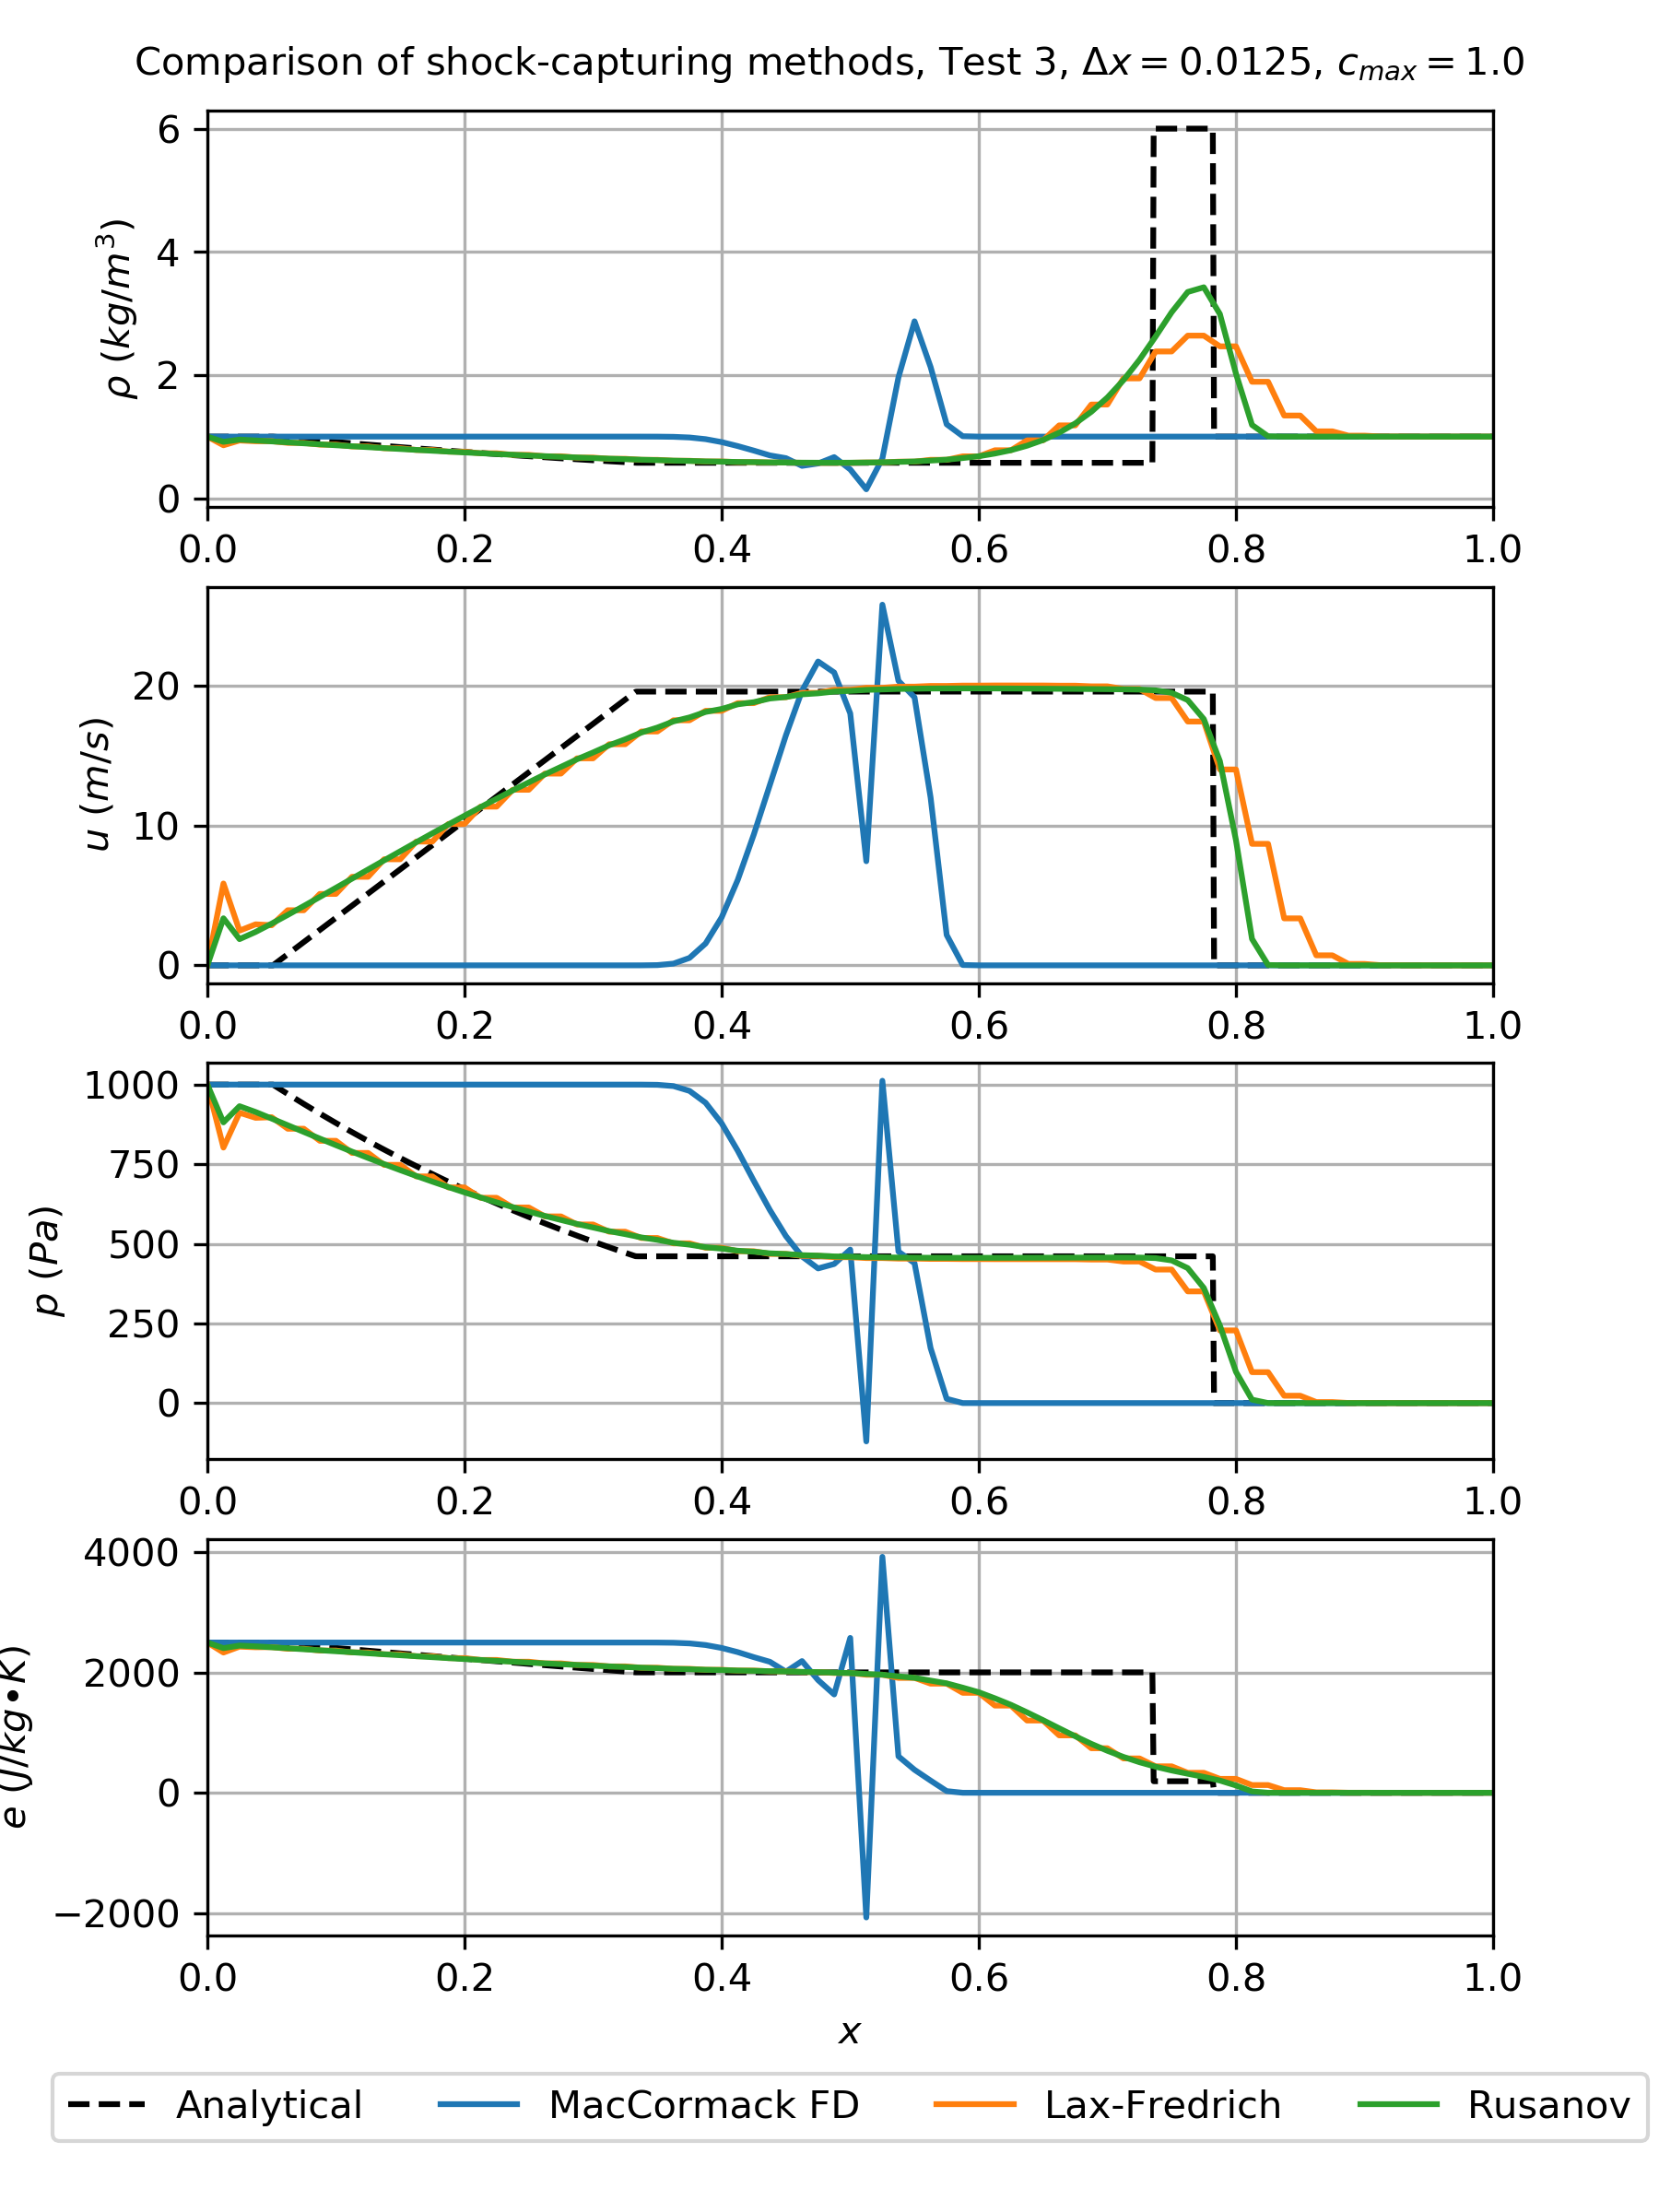 Comparison of shock-capturing methods, Test 3, Δx = 0.0125, c_max = 1.0
6
4
2
0
ρ (kg/m³)
0.0 0.2 0.4 0.6 0.8 1.0
20
10
0
u (m/s)
0.0 0.2 0.4 0.6 0.8 1.0
1000
750
500
250
0
p (Pa)
0.0 0.2 0.4 0.6 0.8 1.0
4000
2000
0
−2000
e (J/kg•K)
0.0 0.2 0.4 0.6 0.8 1.0
x
Analytical MacCormack FD Lax-Fredrich Rusanov